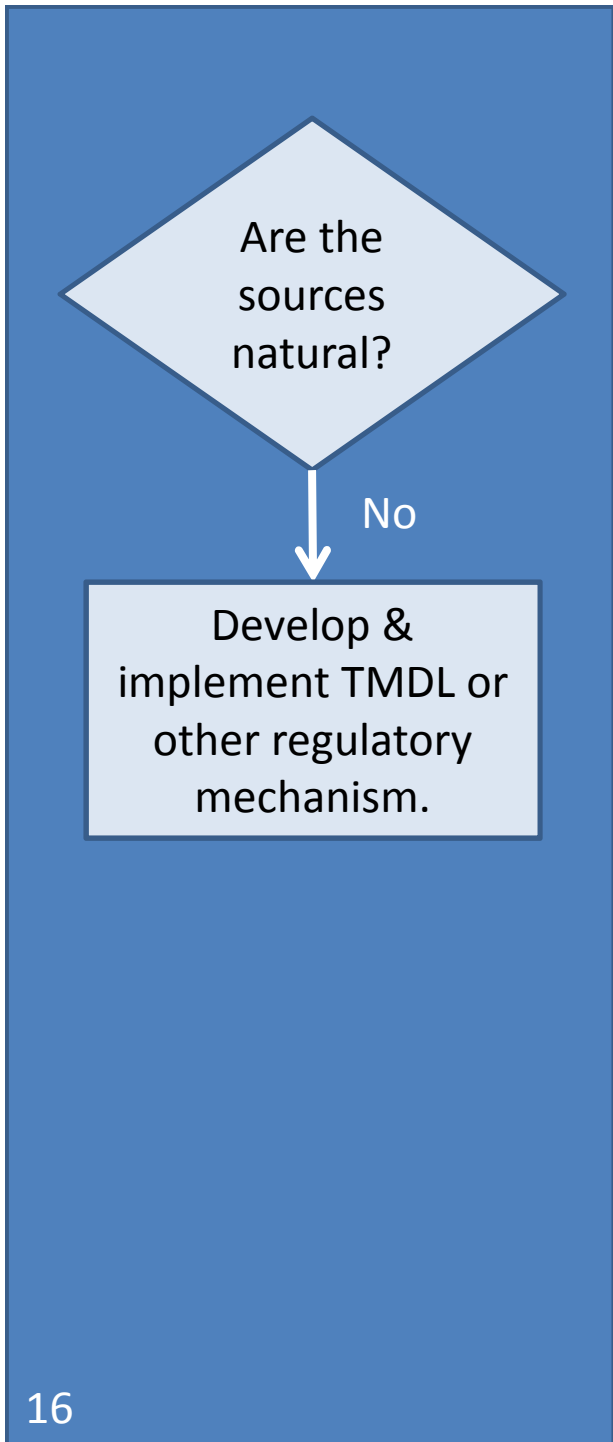 Are the
sources
natural?
No
Develop &
implement TMDL or
other regulatory
mechanism.
16